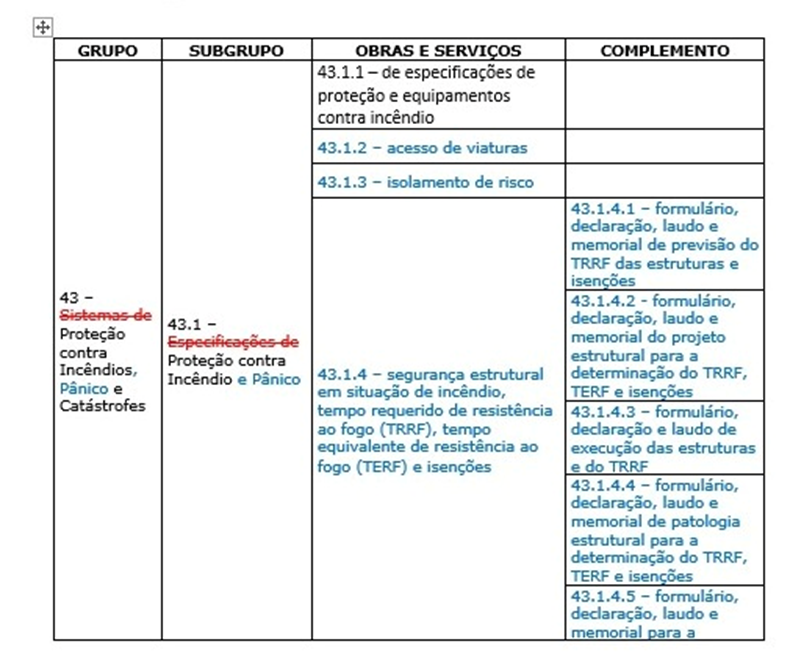 GRUPO SUBGRUPO OBRAS E SERVIÇOS COMPLEMENTO
43 –
Sistemas de
Proteção
contra
Incêndios,
Pânico e
Catástrofes
43.1 –
Especificações de
Proteção contra
Incêndio e Pânico
43.1.1 – de especificações de
proteção e equipamentos
contra incêndio
43.1.2 – acesso de viaturas
43.1.3 – isolamento de risco
43.1.4 – segurança estrutural
em situação de incêndio,
tempo requerido de resistência
ao fogo (TRRF), tempo
equivalente de resistência ao
fogo (TERF) e isenções
43.1.4.1 – formulário,
declaração, laudo e
memorial de previsão do
TRRF das estruturas e
isenções
43.1.4.2 - formulário,
declaração, laudo e
memorial do projeto
estrutural para a
determinação do TRRF,
TERF e isenções
43.1.4.3 – formulário,
declaração e laudo de
execução das estruturas
e do TRRF
43.1.4.4 – formulário,
declaração, laudo e
memorial de patologia
estrutural para a
determinação do TRRF,
TERF e isenções
43.1.4.5 – formulário,
declaração, laudo e
memorial para a